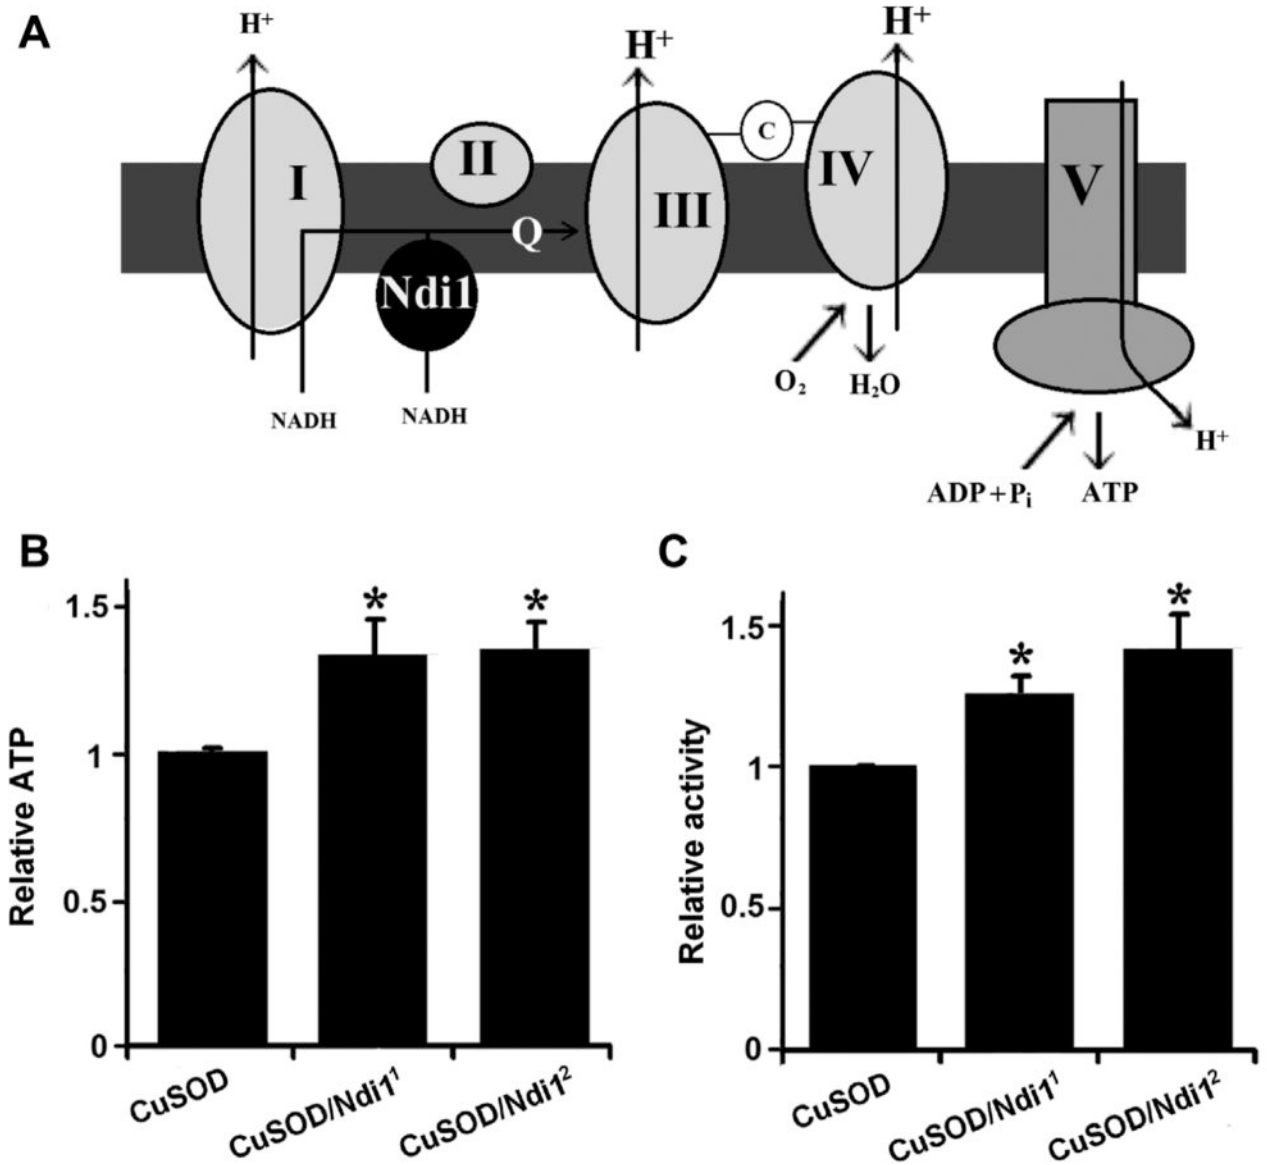 A
H⁺
H⁺
H⁺
I
II
III
C
IV
V
Q
Ndi1
NADH
NADH
O₂
H₂O
H⁺
ADP+Pᵢ
ATP
B
Relative ATP
1.5
1
0.5
0
*
*
CuSOD
CuSOD/Ndi1¹
CuSOD/Ndi1²
C
Relative activity
1.5
1
0.5
0
*
*
CuSOD
CuSOD/Ndi1¹
CuSOD/Ndi1²